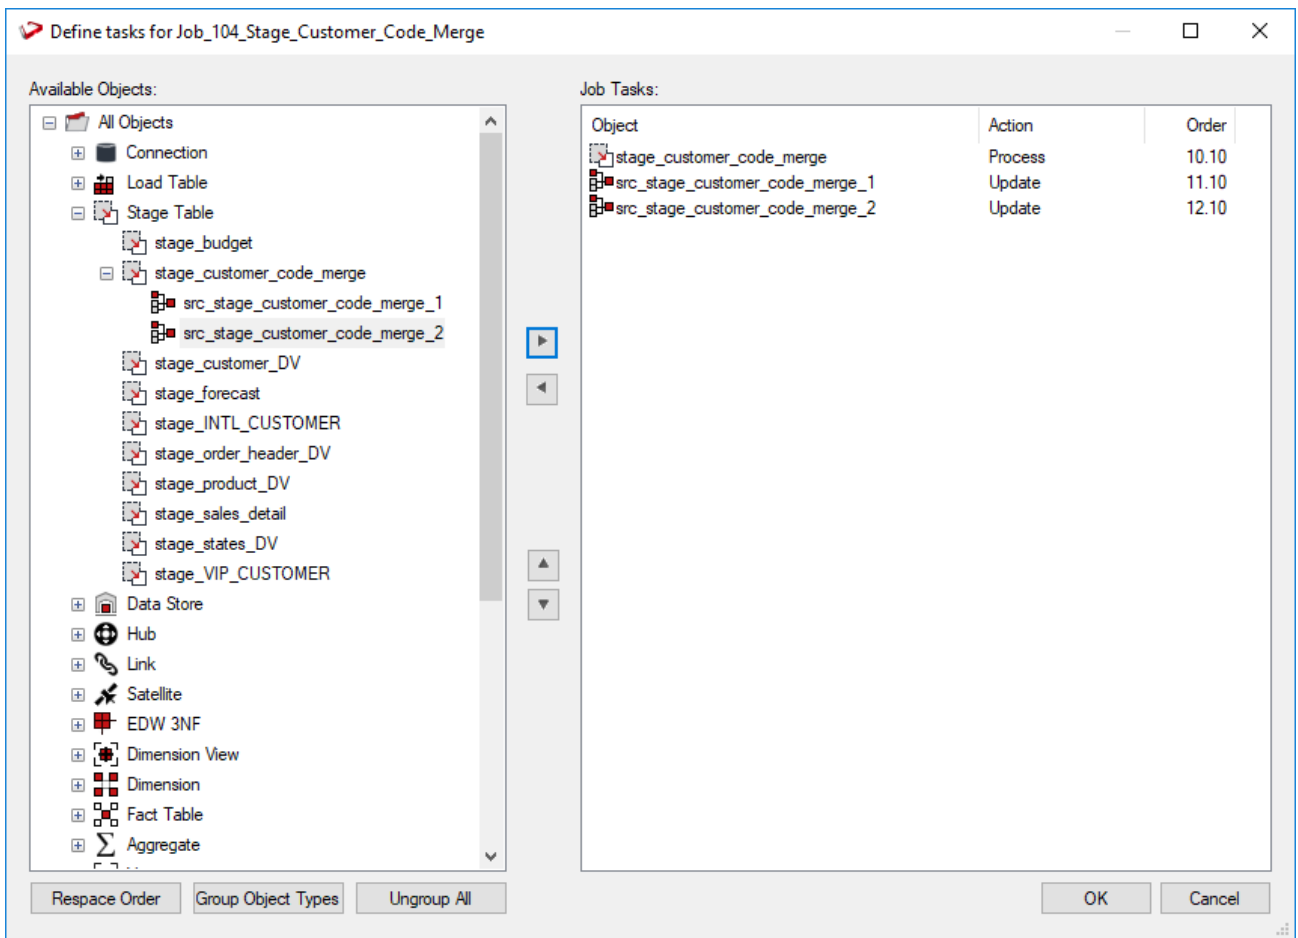 Define tasks for Job_104_Stage_Customer_Code_Merge
Available Objects:
All Objects
Connection
Load Table
Stage Table
stage_budget
stage_customer_code_merge
src_stage_customer_code_merge_1
src_stage_customer_code_merge_2
stage_customer_DV
stage_forecast
stage_INTL_CUSTOMER
stage_order_header_DV
stage_product_DV
stage_sales_detail
stage_states_DV
stage_VIP_CUSTOMER
Data Store
Hub
Link
Satellite
EDW 3NF
Dimension View
Dimension
Fact Table
Aggregate
Job Tasks:
Object Action Order
stage_customer_code_merge Process 10.10
src_stage_customer_code_merge_1 Update 11.10
src_stage_customer_code_merge_2 Update 12.10
Respace Order Group Object Types Ungroup All OK Cancel